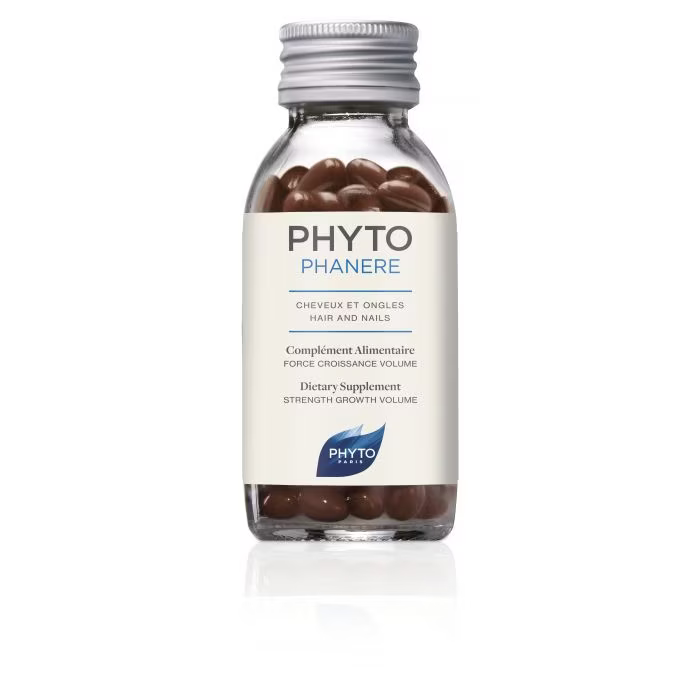 PHYTO
PHANERE
CHEVEUX ET ONGLES
HAIR AND NAILS
Complément Alimentaire
FORCE CROISSANCE VOLUME
Dietary Supplement
STRENGTH GROWTH VOLUME
PHYTO
PARIS